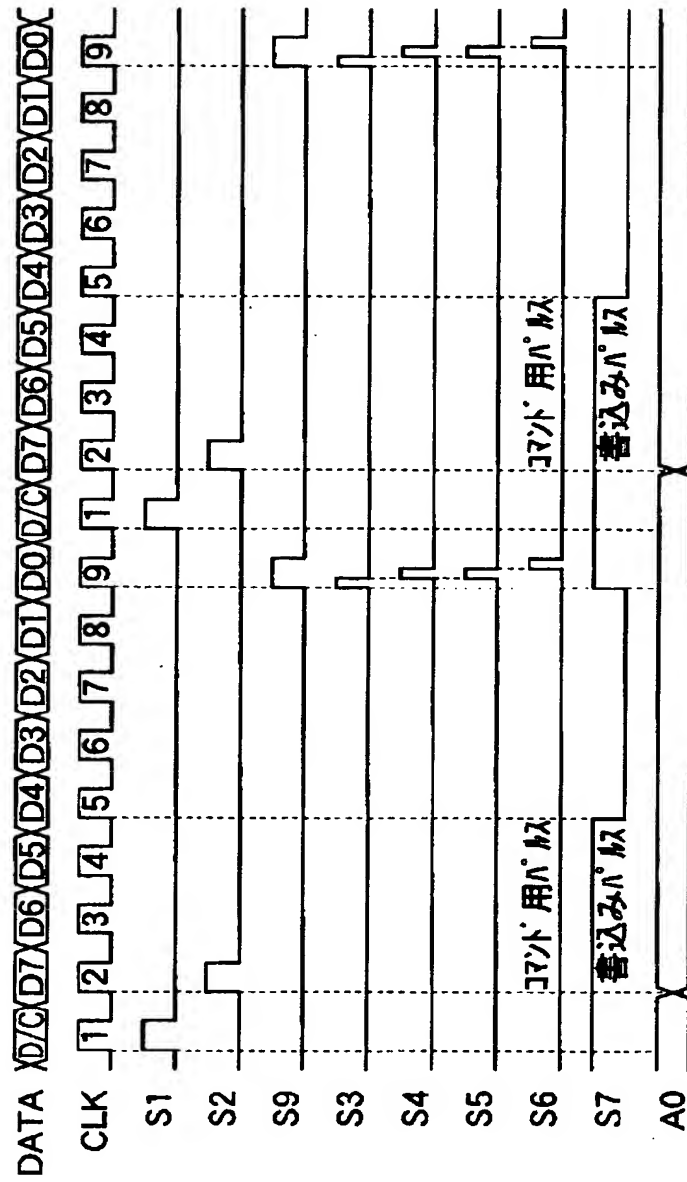 DATA D/C D7 D6 D5 D4 D3 D2 D1 D0 D/C D7 D6 D5 D4 D3 D2 D1 D0
CLK 1 2 3 4 5 6 7 8 9 1 2 3 4 5 6 7 8 9
S1
S2
S9
S3
S4
S5
S6 コマンド用パルス コマンド用パルス
S7 書込みパルス 書込みパルス
A0